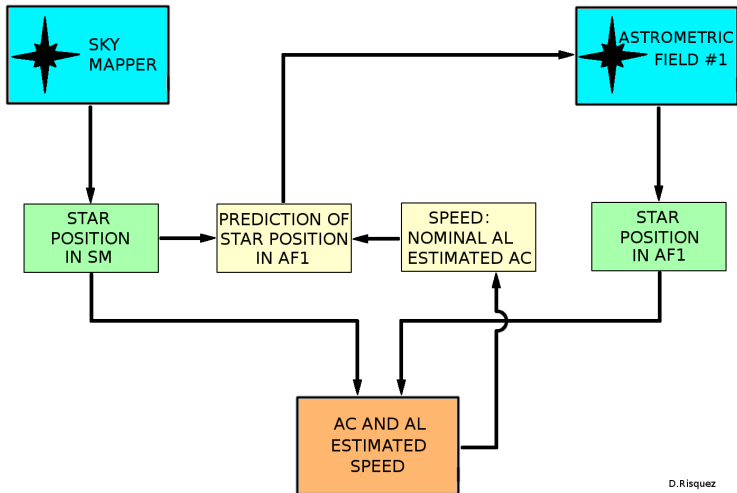 SKY
MAPPER
ASTROMETRIC
FIELD #1
STAR
POSITION
IN SM
PREDICTION OF
STAR POSITION
IN AF1
SPEED:
NOMINAL AL
ESTIMATED AC
STAR
POSITION
IN AF1
AC AND AL
ESTIMATED
SPEED
D.Risquez